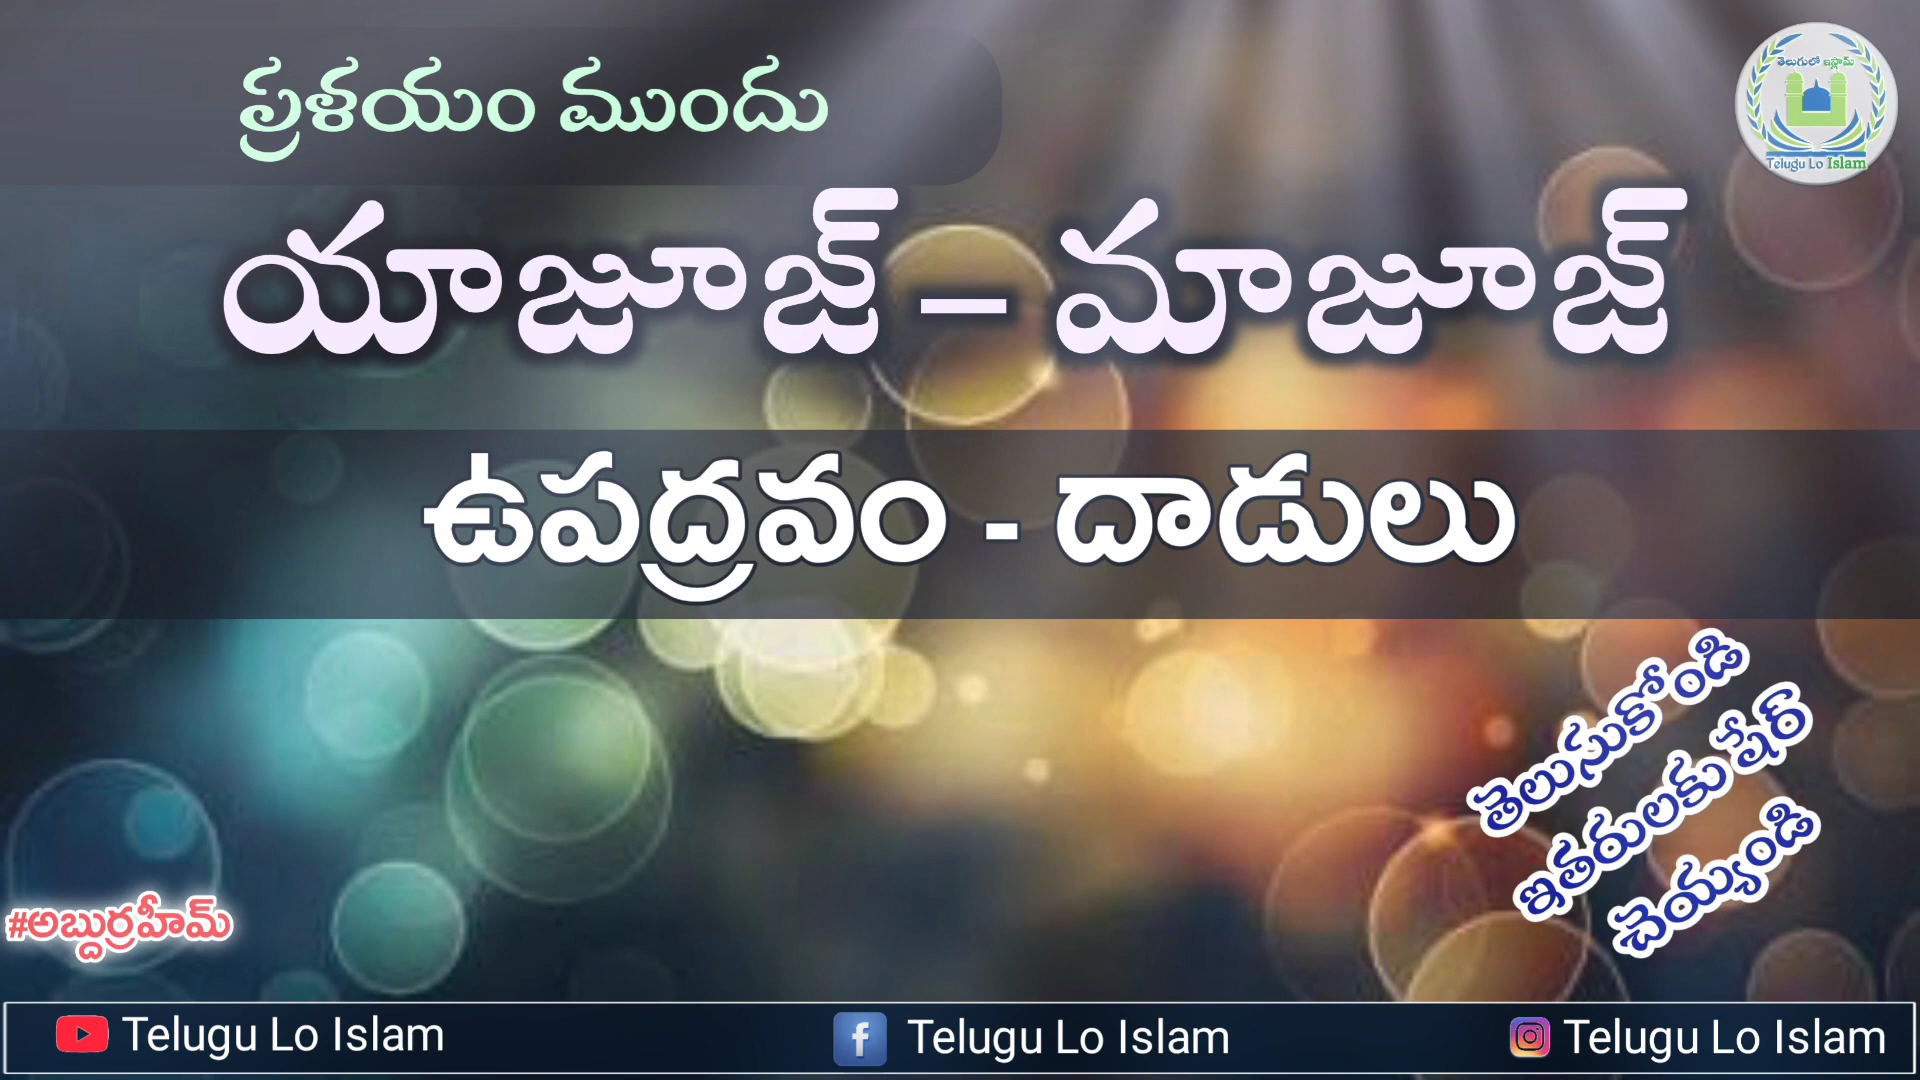 ప్రళయం ముందు
తెలుగులో ఇస్లామ్
Telugu Lo Islam
యాజూజ్ – మాజూజ్
ఉపద్రవం - దాడులు
తెలుసుకోండి
ఇతరులకు షేర్
చెయ్యండి
#అబ్దుర్రహీమ్
Telugu Lo Islam
Telugu Lo Islam
Telugu Lo Islam